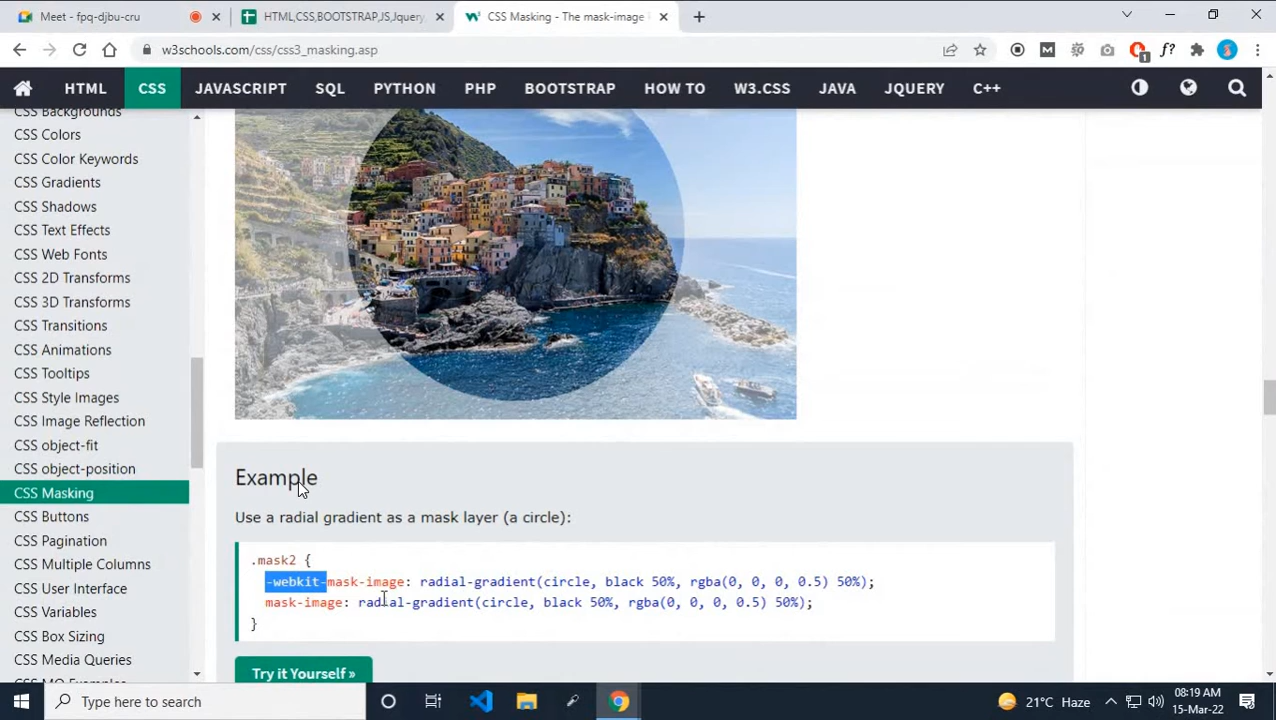 Meet - fpq-djbu-cru
HTML,CSS,BOOTSTRAP,JS,Jquery,
CSS Masking - The mask-image
w3schools.com/css/css3_masking.asp
M
f?
1
HTML
CSS
JAVASCRIPT
SQL
PYTHON
PHP
BOOTSTRAP
HOW TO
W3.CSS
JAVA
JQUERY
C++
CSS Backgrounds
CSS Colors
CSS Color Keywords
CSS Gradients
CSS Shadows
CSS Text Effects
CSS Web Fonts
CSS 2D Transforms
CSS 3D Transforms
CSS Transitions
CSS Animations
CSS Tooltips
CSS Style Images
CSS Image Reflection
CSS object-fit
CSS object-position
CSS Masking
CSS Buttons
CSS Pagination
CSS Multiple Columns
CSS User Interface
CSS Variables
CSS Box Sizing
CSS Media Queries
Example
Use a radial gradient as a mask layer (a circle):
.mask2 {
-webkit-mask-image: radial-gradient(circle, black 50%, rgba(0, 0, 0, 0.5) 50%);
mask-image: radial-gradient(circle, black 50%, rgba(0, 0, 0, 0.5) 50%);
}
Try it Yourself »
Type here to search
21°C Haze
08:19 AM
15-Mar-22